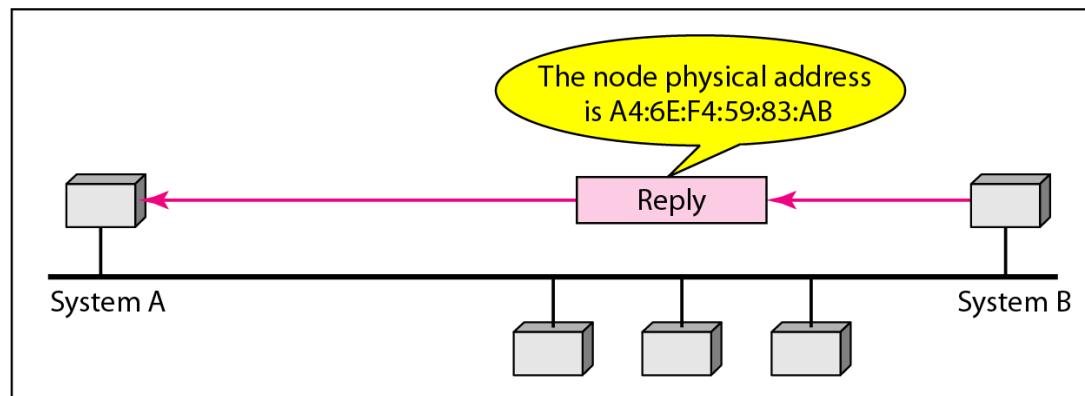 The node physical address
is A4:6E:F4:59:83:AB
Reply
System A
System B